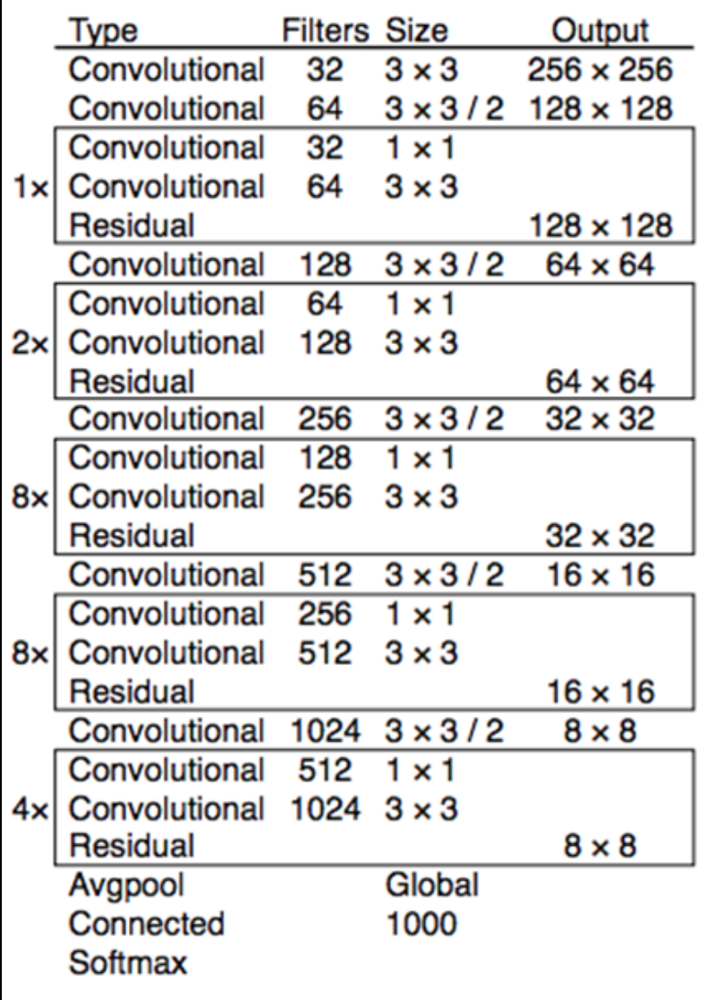 Type Filters Size Output
Convolutional 32 3 × 3 256 × 256
Convolutional 64 3 × 3 / 2 128 × 128
Convolutional 32 1 × 1
1× Convolutional 64 3 × 3
Residual 128 × 128
Convolutional 128 3 × 3 / 2 64 × 64
Convolutional 64 1 × 1
2× Convolutional 128 3 × 3
Residual 64 × 64
Convolutional 256 3 × 3 / 2 32 × 32
Convolutional 128 1 × 1
8× Convolutional 256 3 × 3
Residual 32 × 32
Convolutional 512 3 × 3 / 2 16 × 16
Convolutional 256 1 × 1
8× Convolutional 512 3 × 3
Residual 16 × 16
Convolutional 1024 3 × 3 / 2 8 × 8
Convolutional 512 1 × 1
4× Convolutional 1024 3 × 3
Residual 8 × 8
Avgpool Global
Connected 1000
Softmax